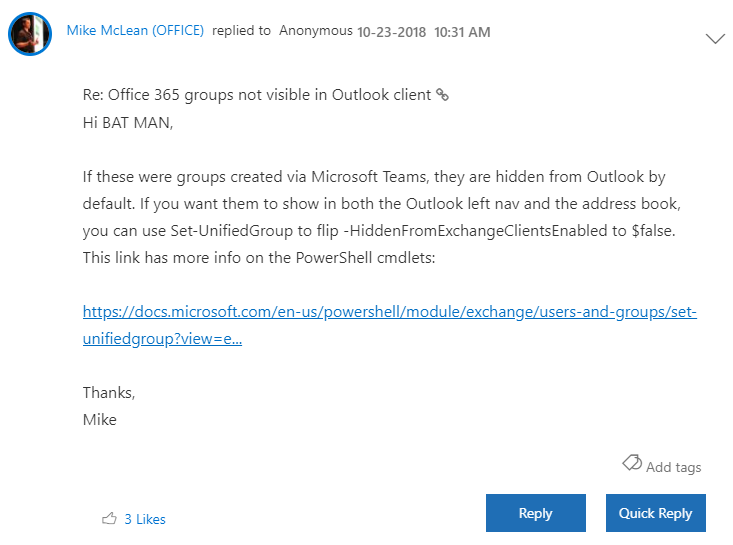 Mike McLean (OFFICE) replied to Anonymous 10-23-2018 10:31 AM
Re: Office 365 groups not visible in Outlook client
Hi BAT MAN,
If these were groups created via Microsoft Teams, they are hidden from Outlook by
default. If you want them to show in both the Outlook left nav and the address book,
you can use Set-UnifiedGroup to flip -HiddenFromExchangeClientsEnabled to $false.
This link has more info on the PowerShell cmdlets:
https://docs.microsoft.com/en-us/powershell/module/exchange/users-and-groups/set-
unifiedgroup?view=e...
Thanks,
Mike
Add tags
3 Likes
Reply
Quick Reply